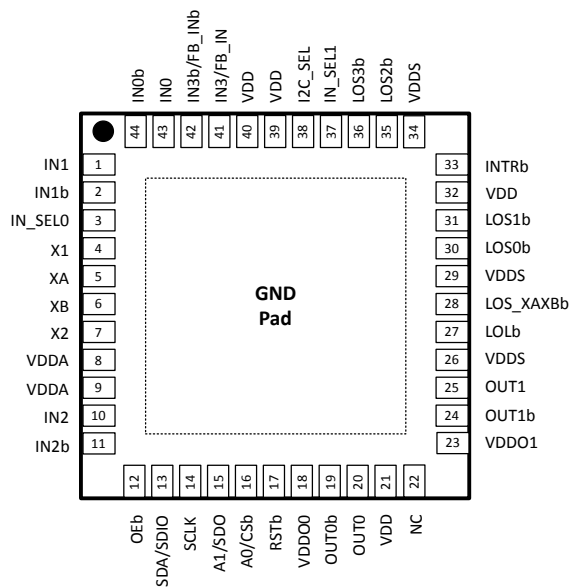 IN0b
IN0
IN3b/FB_INb
IN3/FB_IN
VDD
VDD
I2C_SEL
IN_SEL1
LOS3b
LOS2b
VDDS
44
43
42
41
40
39
38
37
36
35
34
IN1 1
IN1b 2
IN_SEL0 3
X1 4
XA 5
XB 6
X2 7
VDDA 8
VDDA 9
IN2 10
IN2b 11
GND
Pad
33 INTRb
32 VDD
31 LOS1b
30 LOS0b
29 VDDS
28 LOS_XAXBb
27 LOLb
26 VDDS
25 OUT1
24 OUT1b
23 VDDO1
12
13
14
15
16
17
18
19
20
21
22
OEb
SDA/SDIO
SCLK
A1/SDO
A0/CSb
RSTb
VDDO0
OUT0b
OUT0
VDD
NC